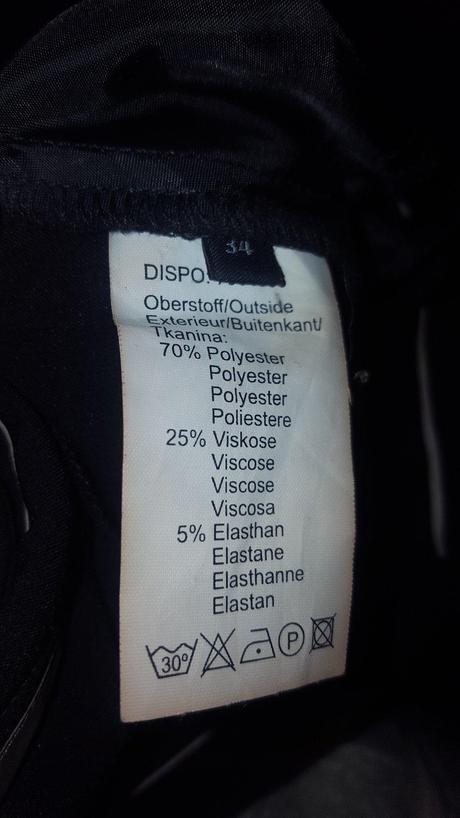 34
DISPO:
Oberstoff/Outside
Exterieur/Buitenkant/
Tkanina:
70% Polyester
Polyester
Polyester
Poliestere
25% Viskose
Viscose
Viscose
Viscosa
5% Elasthan
Elastane
Elasthanne
Elastan
30° P